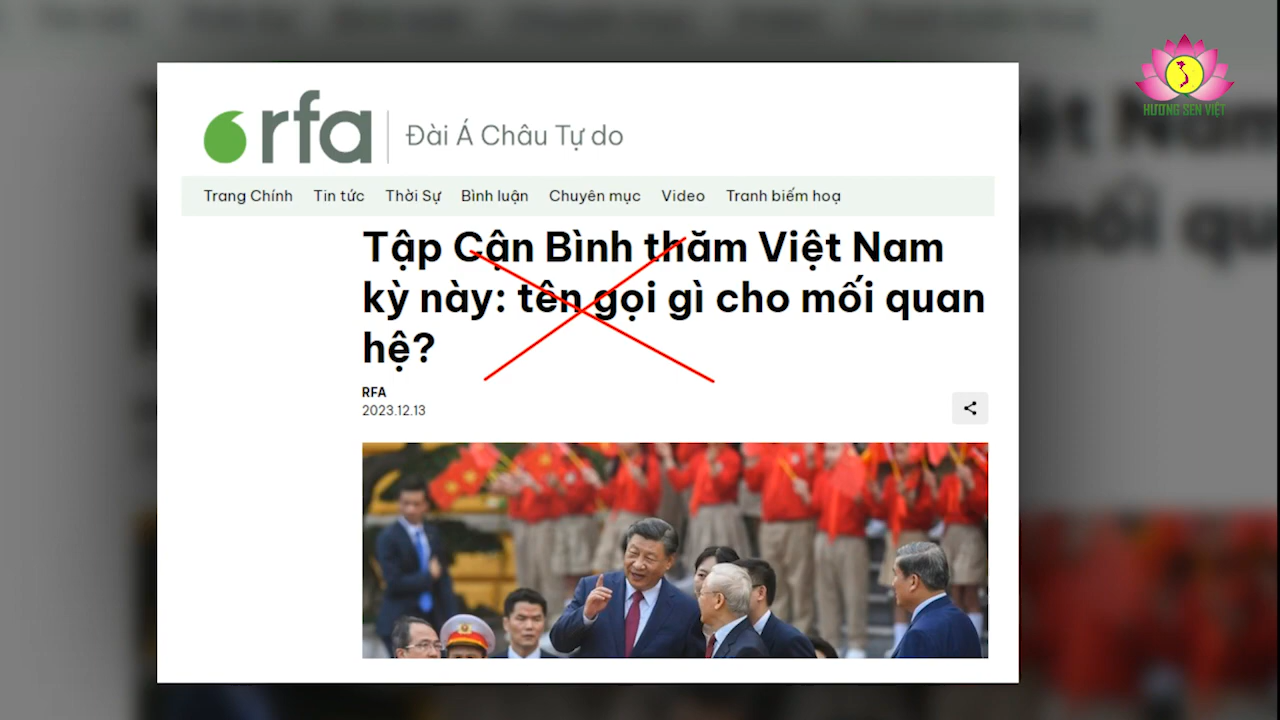 HƯƠNG SEN VIỆT
rfa
Đài Á Châu Tự do
Trang Chính Tin tức Thời Sự Bình luận Chuyên mục Video Tranh biếm hoạ
Tập Cận Bình thăm Việt Nam
kỳ này: tên gọi gì cho mối quan
hệ?
RFA
2023.12.13